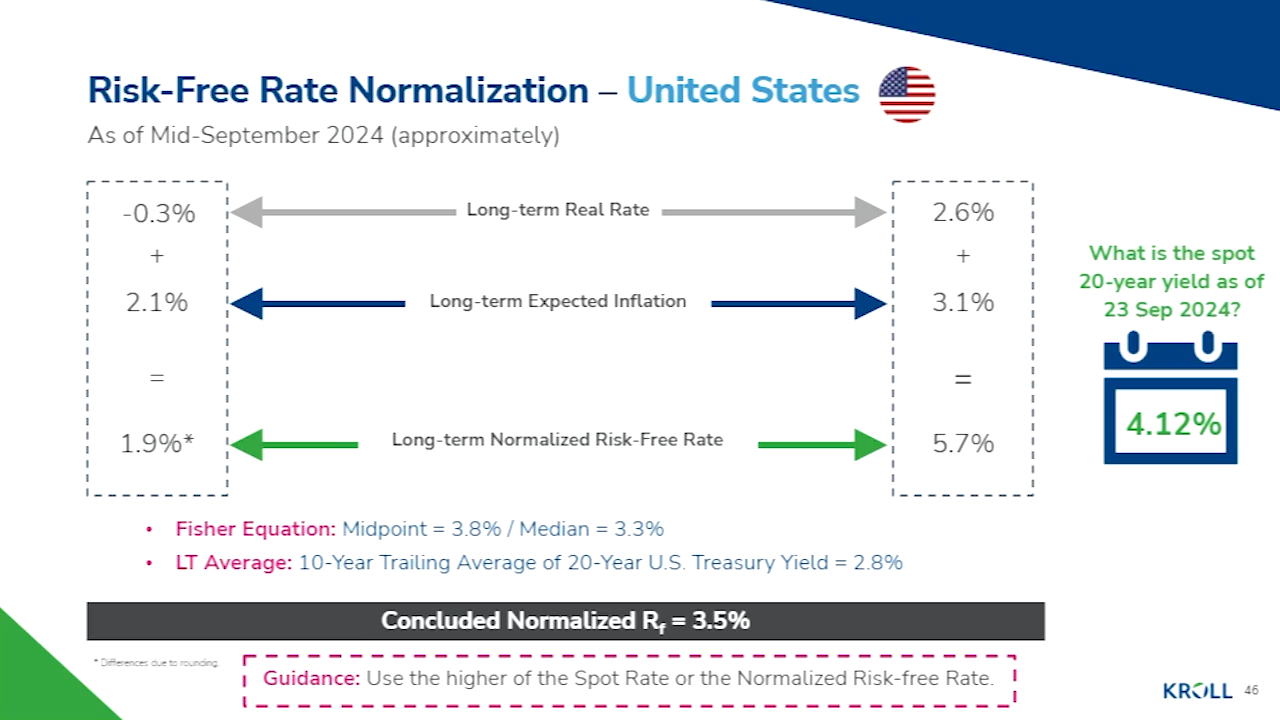 Risk-Free Rate Normalization – United States
As of Mid-September 2024 (approximately)
-0.3%
Long-term Real Rate
2.6%
+
+
2.1%
Long-term Expected Inflation
3.1%
=
=
1.9%*
Long-term Normalized Risk-Free Rate
5.7%
What is the spot
20-year yield as of
23 Sep 2024?
4.12%
• Fisher Equation: Midpoint = 3.8% / Median = 3.3%
• LT Average: 10-Year Trailing Average of 20-Year U.S. Treasury Yield = 2.8%
Concluded Normalized Rf = 3.5%
* Differences due to rounding.
Guidance: Use the higher of the Spot Rate or the Normalized Risk-free Rate.
KROLL 46